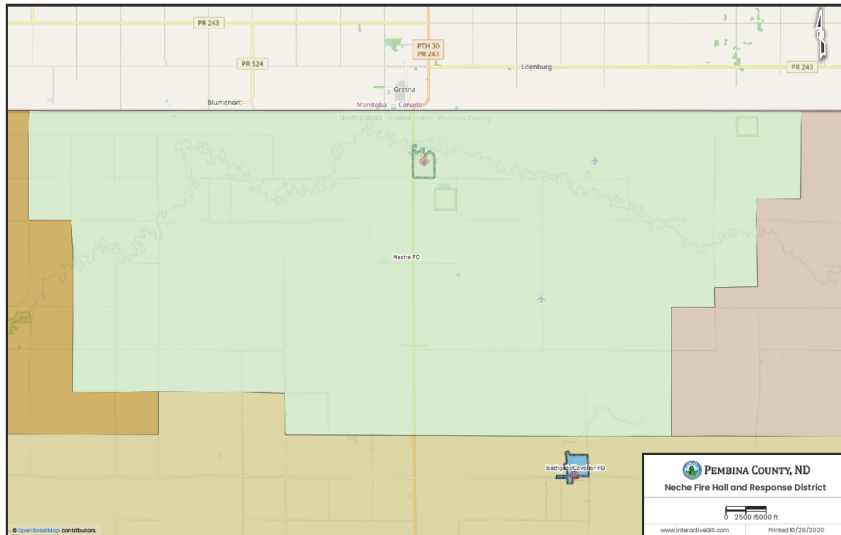 PR 243
PTH 30
PR 243
PR 524
Edenburg
PR 243
Gretna
Blumenort
Manitoba Canada
North Dakota United States Pembina County
Neche FD
Bathgate/Cavalier FD
PEMBINA COUNTY, ND
Neche Fire Hall and Response District
0 2500 5000 ft
www.interactiveGIS.com
Printed 10/29/2020
© OpenStreetMap contributors